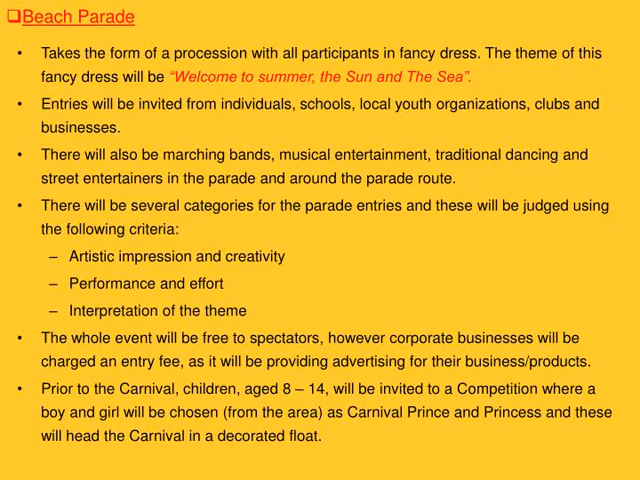 ❑Beach Parade
• Takes the form of a procession with all participants in fancy dress. The theme of this
fancy dress will be “Welcome to summer, the Sun and The Sea”.
• Entries will be invited from individuals, schools, local youth organizations, clubs and
businesses.
• There will also be marching bands, musical entertainment, traditional dancing and
street entertainers in the parade and around the parade route.
• There will be several categories for the parade entries and these will be judged using
the following criteria:
– Artistic impression and creativity
– Performance and effort
– Interpretation of the theme
• The whole event will be free to spectators, however corporate businesses will be
charged an entry fee, as it will be providing advertising for their business/products.
• Prior to the Carnival, children, aged 8 – 14, will be invited to a Competition where a
boy and girl will be chosen (from the area) as Carnival Prince and Princess and these
will head the Carnival in a decorated float.